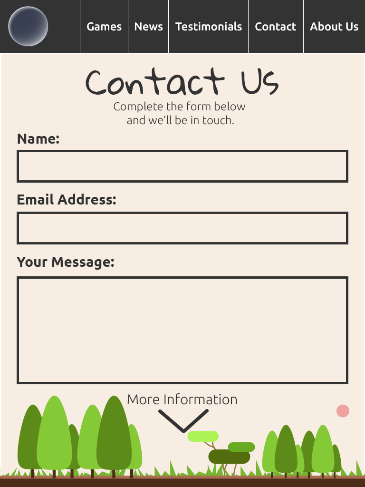 Games News Testimonials Contact About Us
Contact Us
Complete the form below
and we'll be in touch.
Name:
Email Address:
Your Message:
More Information